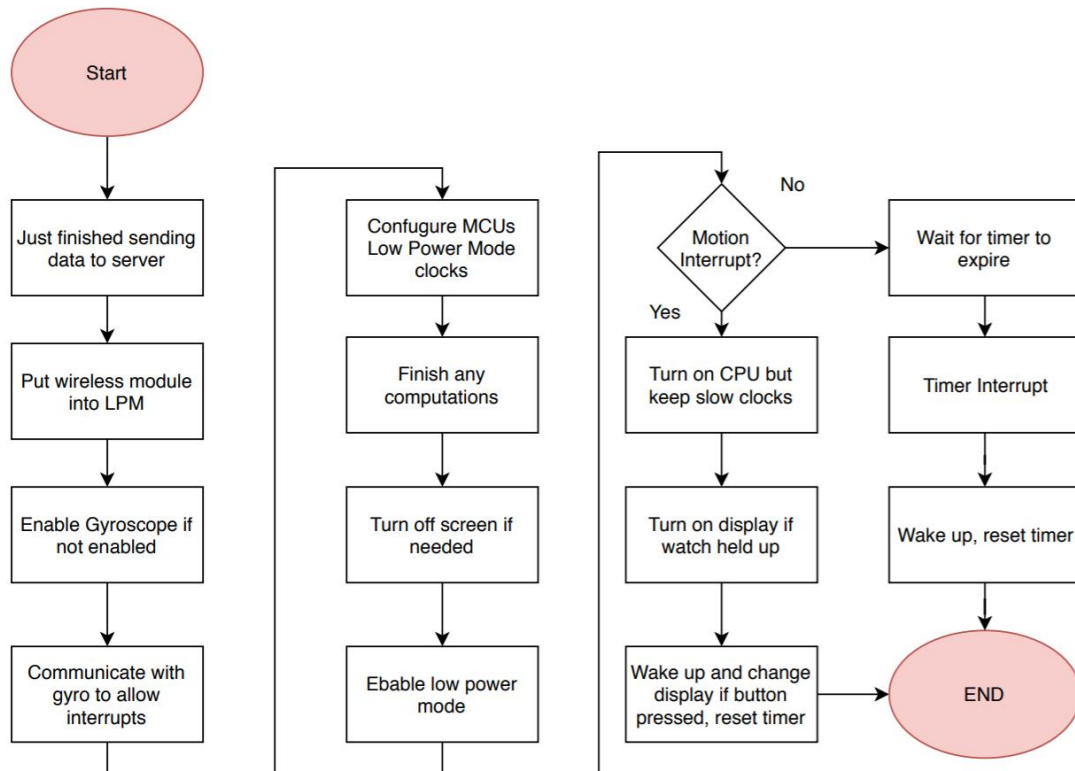 Start
Just finished sending
data to server
Put wireless module
into LPM
Enable Gyroscope if
not enabled
Communicate with
gyro to allow
interrupts
Confugure MCUs
Low Power Mode
clocks
Finish any
computations
Turn off screen if
needed
Ebable low power
mode
Motion
Interrupt?
No
Yes
Turn on CPU but
keep slow clocks
Turn on display if
watch held up
Wake up and change
display if button
pressed, reset timer
Wait for timer to
expire
Timer Interrupt
Wake up, reset timer
END